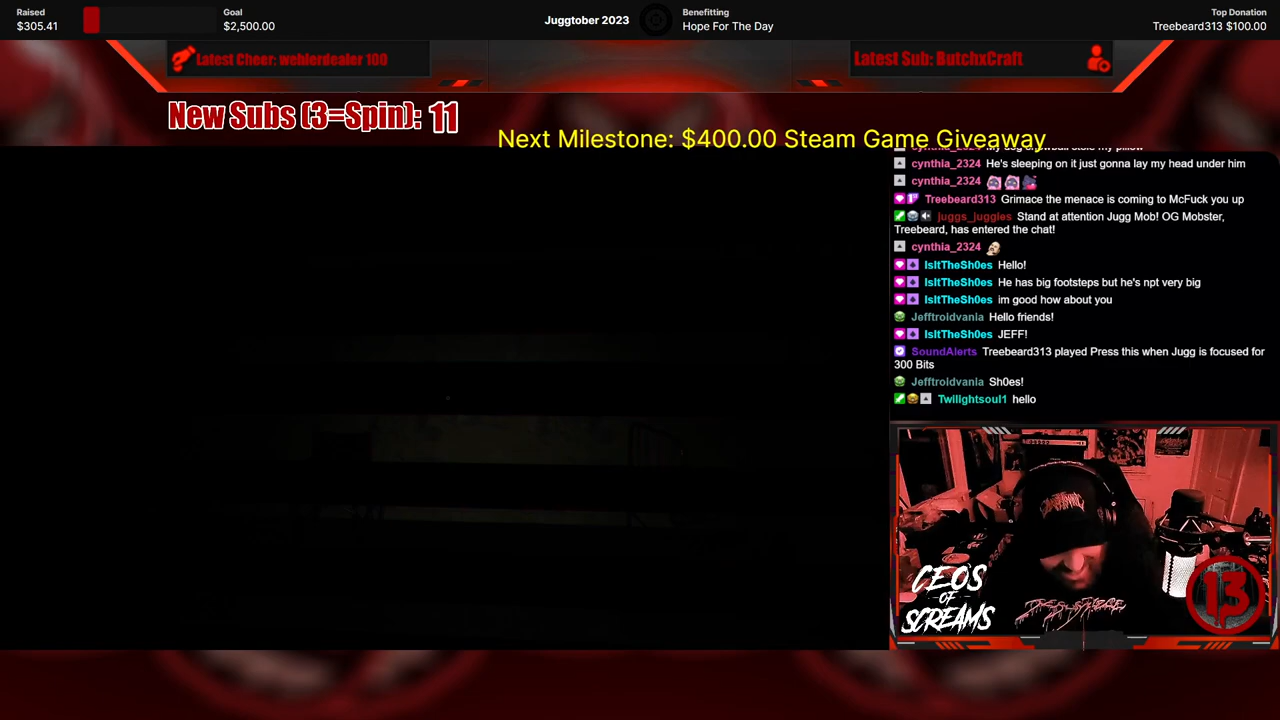 Raised
$305.41
Goal
$2,500.00
Juggtober 2023
Benefitting
Hope For The Day
Top Donation
Treebeard313 $100.00
Latest Cheer: wehlerdealer 100
Latest Sub: ButchxCraft
New Subs (3=Spin): 11
Next Milestone: $400.00 Steam Game Giveaway
cynthia_2324 He's sleeping on it just gonna lay my head under him
cynthia_2324
Treebeard313 Grimace the menace is coming to McFuck you up
juggs_juggies Stand at attention Jugg Mob! OG Mobster,
Treebeard, has entered the chat!
cynthia_2324
IsItTheSh0es Hello!
IsItTheSh0es He has big footsteps but he's npt very big
IsItTheSh0es im good how about you
Jefftroidvania Hello friends!
IsItTheSh0es JEFF!
SoundAlerts Treebeard313 played Press this when Jugg is focused for
300 Bits
Jefftroidvania Sh0es!
Twilightsoul1 hello
CEOS
OF
SCREAMS
13